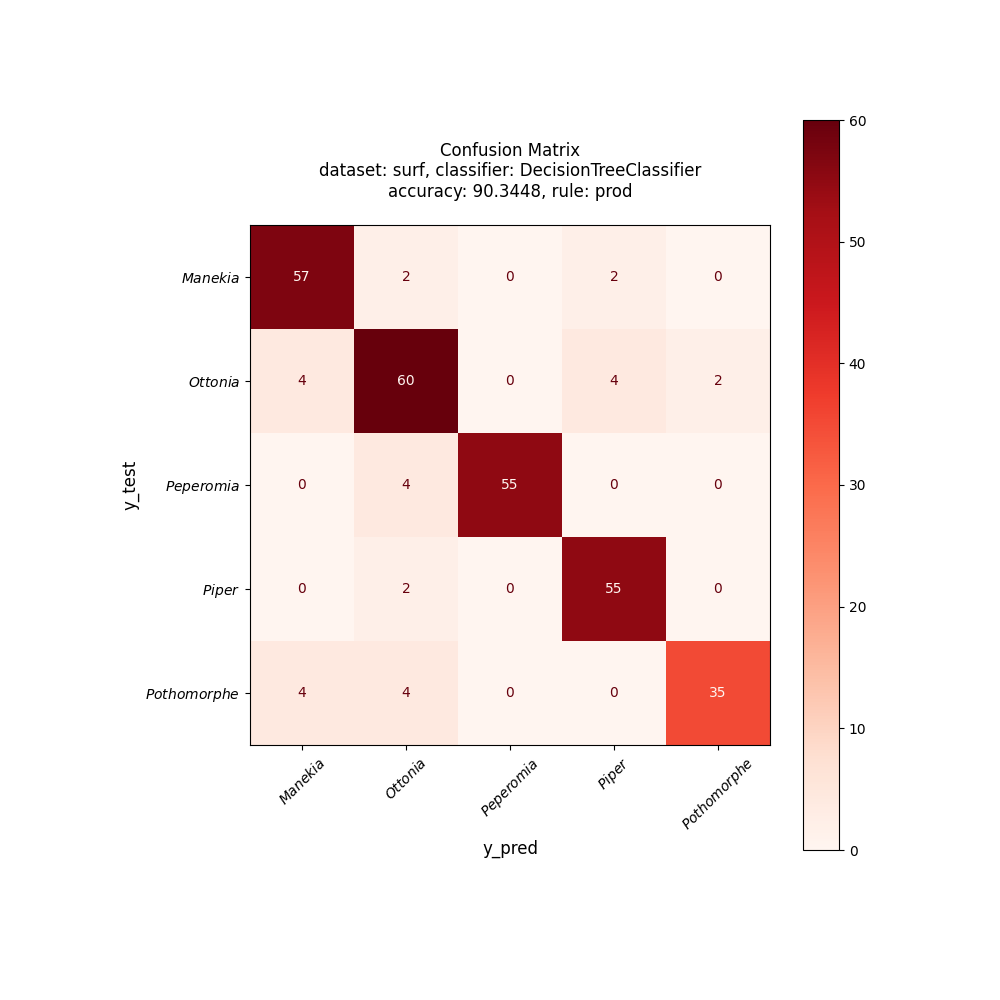 Confusion Matrix
dataset: surf, classifier: DecisionTreeClassifier
accuracy: 90.3448, rule: prod
60
50
40
30
20
10
0
y_test
Manekia 57 2 0 2 0
Ottonia 4 60 0 4 2
Peperomia 0 4 55 0 0
Piper 0 2 0 55 0
Pothomorphe 4 4 0 0 35
Manekia Ottonia Peperomia Piper Pothomorphe
y_pred